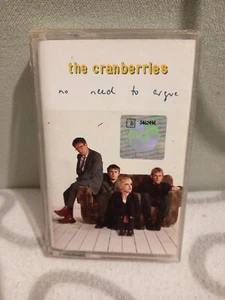 the cranberries
no need to argue